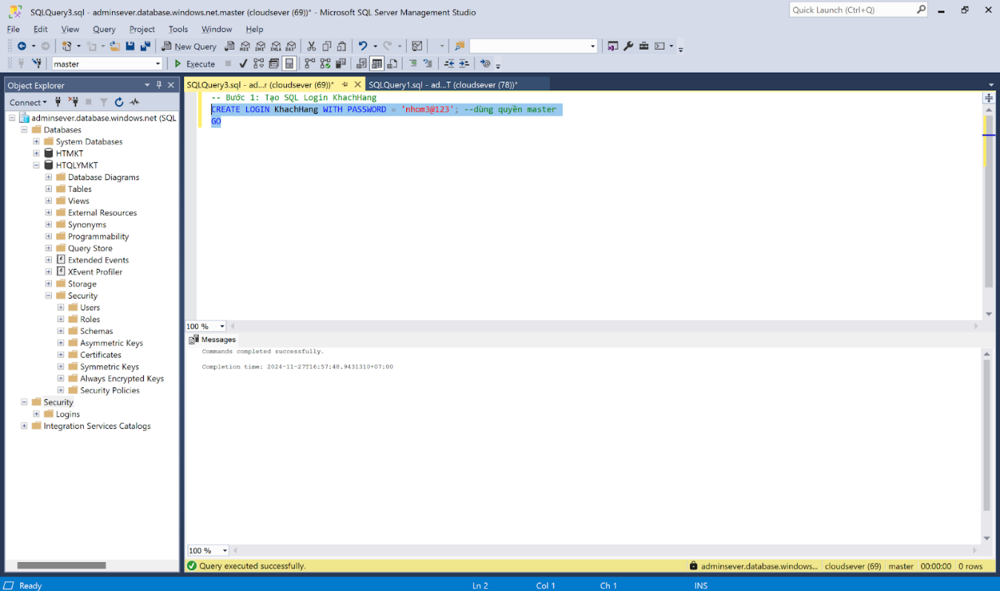 SQLQuery3.sql - adminsever.database.windows.net.master (cloudsever (69))* - Microsoft SQL Server Management Studio
Quick Launch (Ctrl+Q)
File Edit View Query Project Tools Window Help
New Query MDX DMX XMLA DAX
master Execute
Object Explorer
SQLQuery3.sql - ad...r (cloudsever (69))* SQLQuery1.sql - ad...T (cloudsever (78))*
Connect
adminsever.database.windows.net (SQL
Databases
System Databases
HTMKT
HTQLYMKT
Database Diagrams
Tables
Views
External Resources
Synonyms
Programmability
Query Store
Extended Events
XEvent Profiler
Storage
Security
Users
Roles
Schemas
Asymmetric Keys
Certificates
Symmetric Keys
Always Encrypted Keys
Security Policies
Security
Logins
Integration Services Catalogs
-- Bước 1: Tạo SQL Login KhachHang
CREATE LOGIN KhachHang WITH PASSWORD = 'nhom3@123'; --dùng quyền master
GO
100 %
Messages
Commands completed successfully.
Completion time: 2024-11-27T16:57:48.9431310+07:00
100 %
Query executed successfully. adminsever.database.windows... cloudsever (69) master 00:00:00 0 rows
Ready Ln 2 Col 1 Ch 1 INS